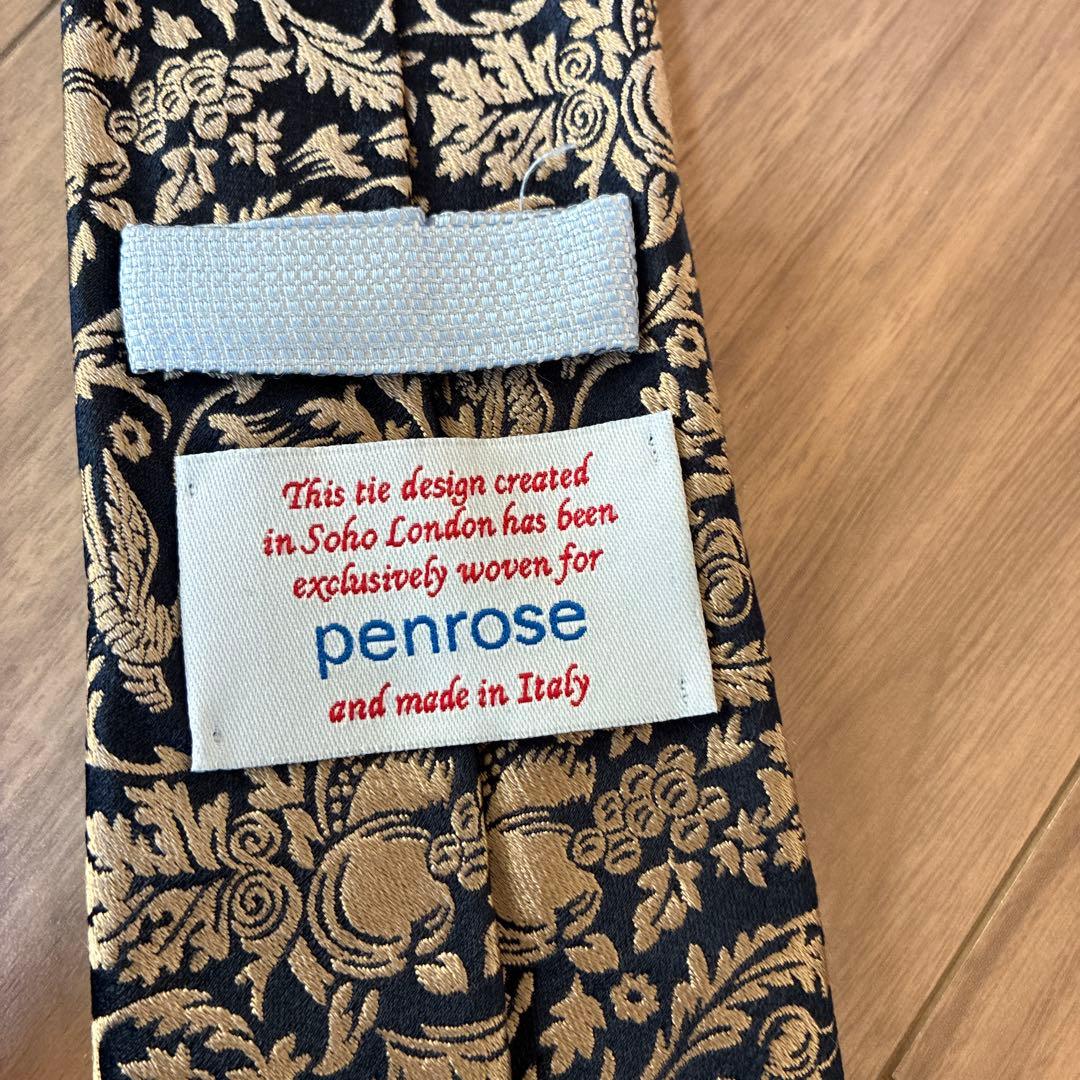 This tie design created
in Soho London has been
exclusively woven for
penrose
and made in Italy